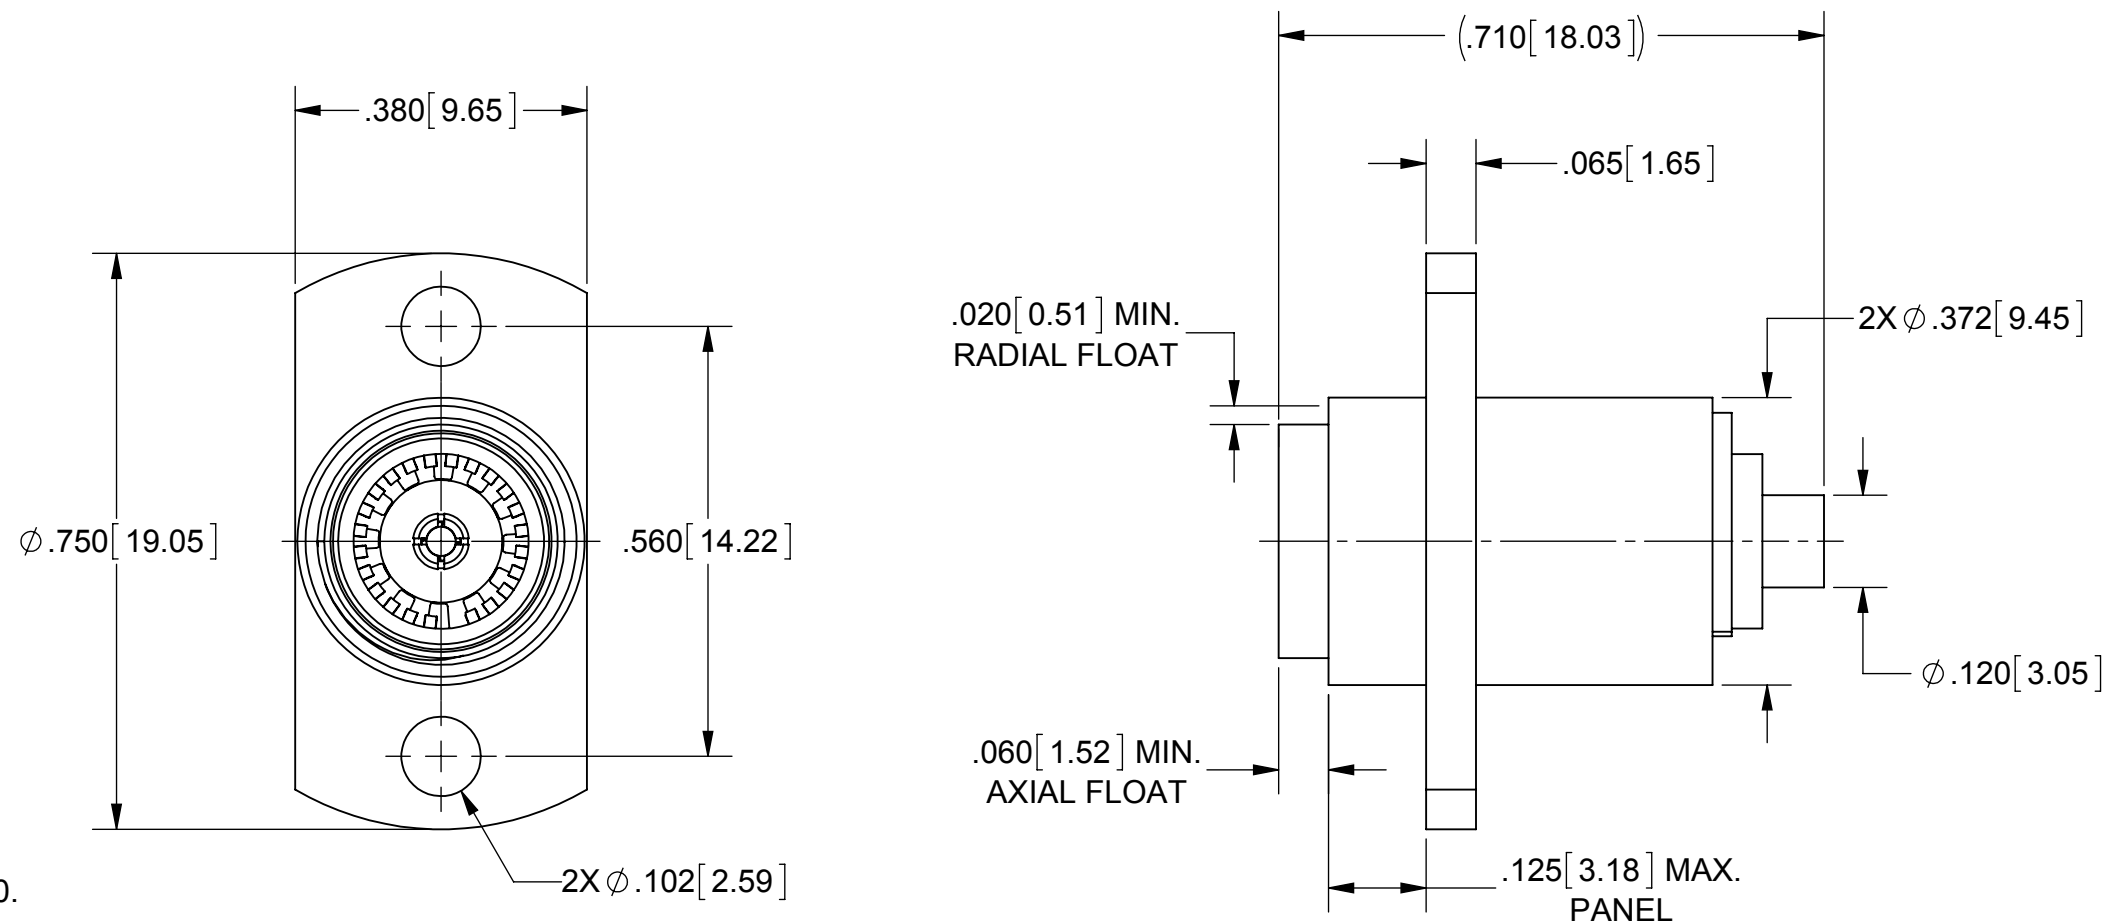 (.710[18.03])
.380[9.65]
.065[1.65]
.020[0.51] MIN.
RADIAL FLOAT
2X ∅.372[9.45]
∅.750[19.05]
.560[14.22]
∅.120[3.05]
.060[1.52] MIN.
AXIAL FLOAT
2X ∅.102[2.59]
.125[3.18] MAX.
PANEL
0.